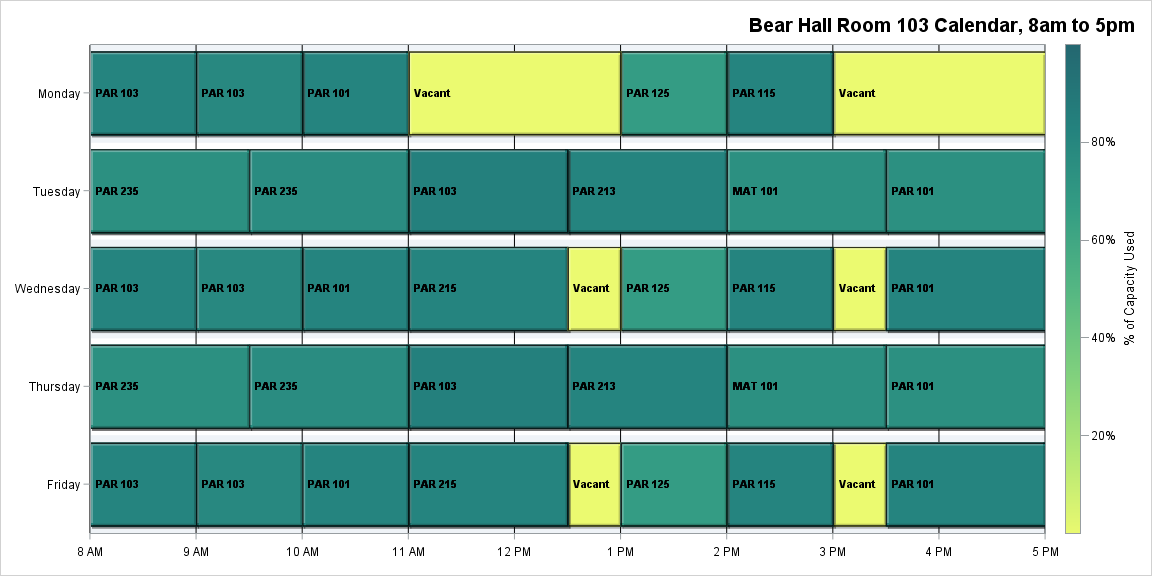 Bear Hall Room 103 Calendar, 8am to 5pm
Monday
PAR 103
PAR 103
PAR 101
Vacant
PAR 125
PAR 115
Vacant
Tuesday
PAR 235
PAR 235
PAR 103
PAR 213
MAT 101
PAR 101
Wednesday
PAR 103
PAR 103
PAR 101
PAR 215
Vacant
PAR 125
PAR 115
Vacant
PAR 101
Thursday
PAR 235
PAR 235
PAR 103
PAR 213
MAT 101
PAR 101
Friday
PAR 103
PAR 103
PAR 101
PAR 215
Vacant
PAR 125
PAR 115
Vacant
PAR 101
8 AM
9 AM
10 AM
11 AM
12 PM
1 PM
2 PM
3 PM
4 PM
5 PM
80%
60%
40%
20%
% of Capacity Used